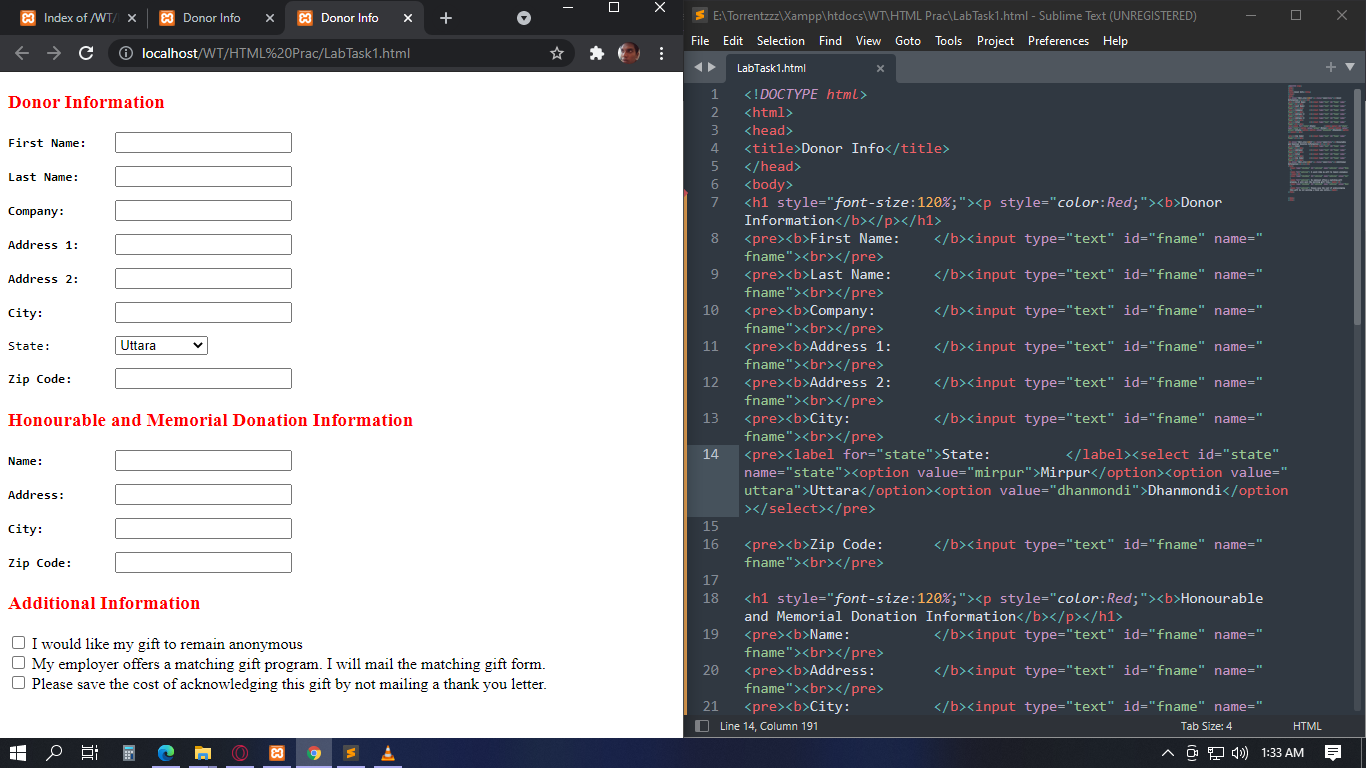 Index of /WT/
Donor Info
Donor Info
localhost/WT/HTML%20Prac/LabTask1.html
Donor Information
First Name:
Last Name:
Company:
Address 1:
Address 2:
City:
State:
Uttara
Zip Code:
Honourable and Memorial Donation Information
Name:
Address:
City:
Zip Code:
Additional Information
I would like my gift to remain anonymous
My employer offers a matching gift program. I will mail the matching gift form.
Please save the cost of acknowledging this gift by not mailing a thank you letter.
E:\Torrentzzz\Xampp\htdocs\WT\HTML Prac\LabTask1.html - Sublime Text (UNREGISTERED)
File Edit Selection Find View Goto Tools Project Preferences Help
LabTask1.html
1 <!DOCTYPE html>
2 <html>
3 <head>
4 <title>Donor Info</title>
5 </head>
6 <body>
7 <h1 style="font-size:120%;"><p style="color:Red;"><b>Donor
Information</b></p></h1>
8 <pre><b>First Name:    </b><input type="text" id="fname" name="
fname"><br></pre>
9 <pre><b>Last Name:     </b><input type="text" id="fname" name="
fname"><br></pre>
10 <pre><b>Company:       </b><input type="text" id="fname" name="
fname"><br></pre>
11 <pre><b>Address 1:     </b><input type="text" id="fname" name="
fname"><br></pre>
12 <pre><b>Address 2:     </b><input type="text" id="fname" name="
fname"><br></pre>
13 <pre><b>City:          </b><input type="text" id="fname" name="
fname"><br></pre>
14 <pre><label for="state">State:         </label><select id="state"
name="state"><option value="mirpur">Mirpur</option><option value="
uttara">Uttara</option><option value="dhanmondi">Dhanmondi</option
></select></pre>
15
16 <pre><b>Zip Code:      </b><input type="text" id="fname" name="
fname"><br></pre>
17
18 <h1 style="font-size:120%;"><p style="color:Red;"><b>Honourable
and Memorial Donation Information</b></p></h1>
19 <pre><b>Name:          </b><input type="text" id="fname" name="
fname"><br></pre>
20 <pre><b>Address:       </b><input type="text" id="fname" name="
fname"><br></pre>
21 <pre><b>City:          </b><input type="text" id="fname" name="
Line 14, Column 191
Tab Size: 4
HTML
1:33 AM